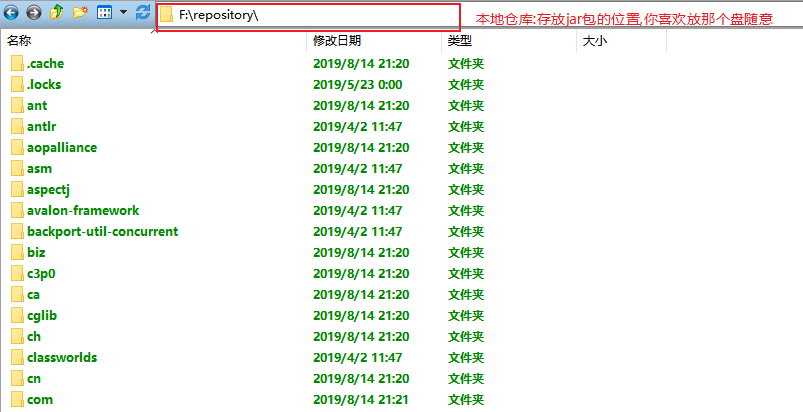 F:\repository\
本地仓库:存放jar包的位置,你喜欢放那个盘随意
名称 修改日期 类型 大小
.cache 2019/8/14 21:20 文件夹
.locks 2019/5/23 0:00 文件夹
ant 2019/8/14 21:20 文件夹
antlr 2019/4/2 11:47 文件夹
aopalliance 2019/8/14 21:20 文件夹
asm 2019/4/2 11:47 文件夹
aspectj 2019/8/14 21:20 文件夹
avalon-framework 2019/4/2 11:47 文件夹
backport-util-concurrent 2019/4/2 11:47 文件夹
biz 2019/8/14 21:20 文件夹
c3p0 2019/8/14 21:20 文件夹
ca 2019/8/14 21:20 文件夹
cglib 2019/8/14 21:20 文件夹
ch 2019/8/14 21:20 文件夹
classworlds 2019/4/2 11:47 文件夹
cn 2019/8/14 21:20 文件夹
com 2019/8/14 21:21 文件夹